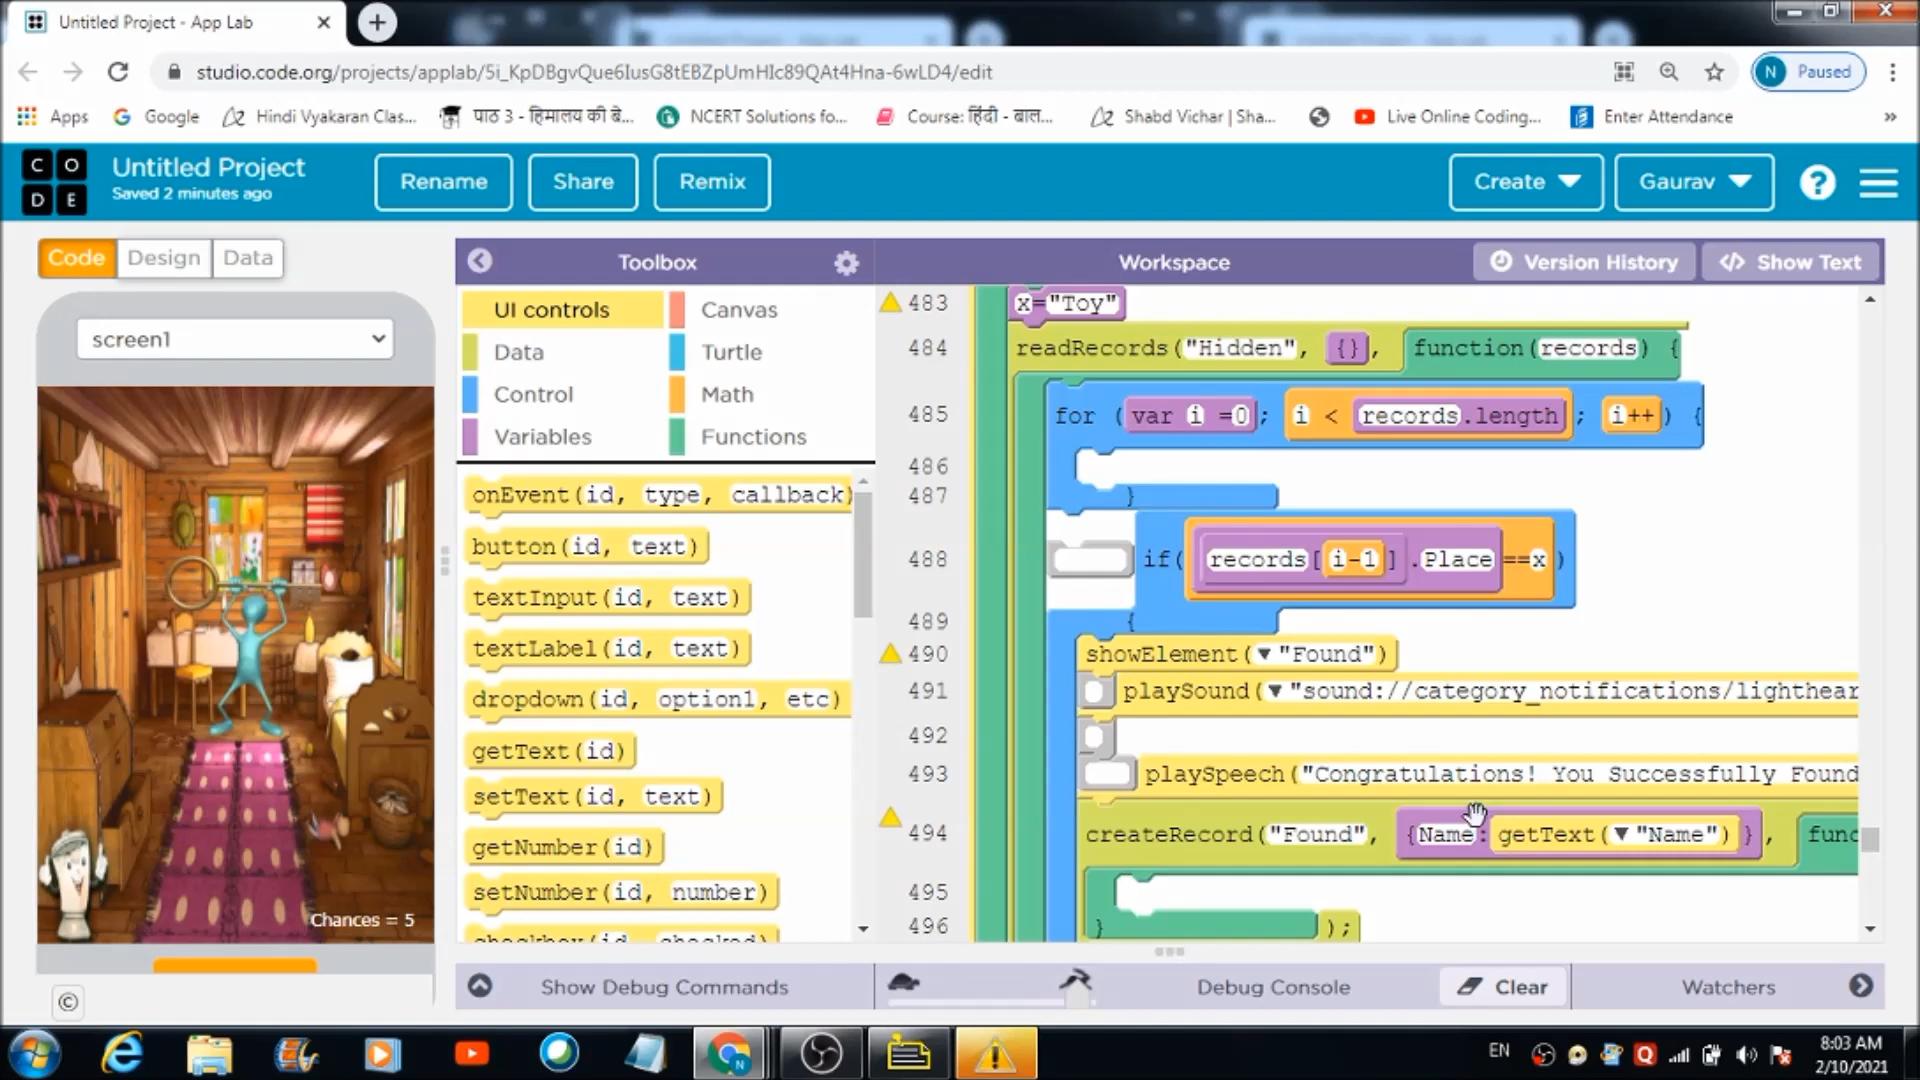 Untitled Project - App Lab
studio.code.org/projects/applab/5i_KpDBgvQue6IusG8tEBZpUmHIc89QAt4Hna-6wLD4/edit
N Paused
Apps Google Hindi Vyakaran Clas... पाठ 3 - हिमालय की बे... NCERT Solutions fo... Course: हिंदी - बाल... Shabd Vichar | Sha... Live Online Coding... Enter Attendance »
C O D E
Untitled Project
Saved 2 minutes ago
Rename Share Remix Create Gaurav ?
Code Design Data
Toolbox
Workspace
Version History
</> Show Text
screen1
Chances = 5
©
UI controls Canvas
Data Turtle
Control Math
Variables Functions
onEvent(id, type, callback)
button(id, text)
textInput(id, text)
textLabel(id, text)
dropdown(id, option1, etc)
getText(id)
setText(id, text)
getNumber(id)
setNumber(id, number)
checkbox(id, checked)
483 x="Toy"
484 readRecords("Hidden", {}, function(records) {
485 for (var i =0; i < records.length; i++) {
486
487 }
488 if(records[i-1].Place==x)
489 {
490 showElement(▼"Found")
491 playSound(▼"sound://category_notifications/lighthear
492
493 playSpeech("Congratulations! You Successfully Found
494 createRecord("Found", {Name:getText(▼"Name")}, func
495
496 } );
Show Debug Commands
Debug Console
Clear
Watchers
EN
8:03 AM
2/10/2021